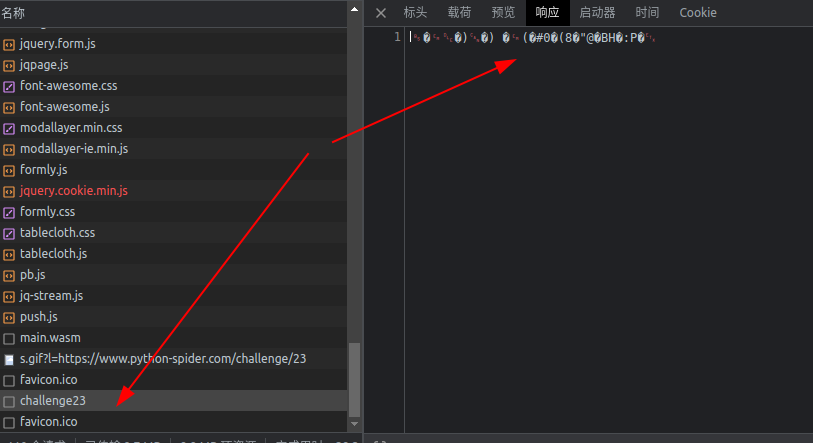 名称
jquery.form.js
jqpage.js
font-awesome.css
font-awesome.js
modallayer.min.css
modallayer-ie.min.js
formly.js
jquery.cookie.min.js
formly.css
tablecloth.css
tablecloth.js
pb.js
jq-stream.js
push.js
main.wasm
s.gif?l=https://www.python-spider.com/challenge/23
favicon.ico
challenge23
favicon.ico
标头 载荷 预览 响应 启动器 时间 Cookie
1 �
�)
�) � (�#0�(8�"@�BH�:P�